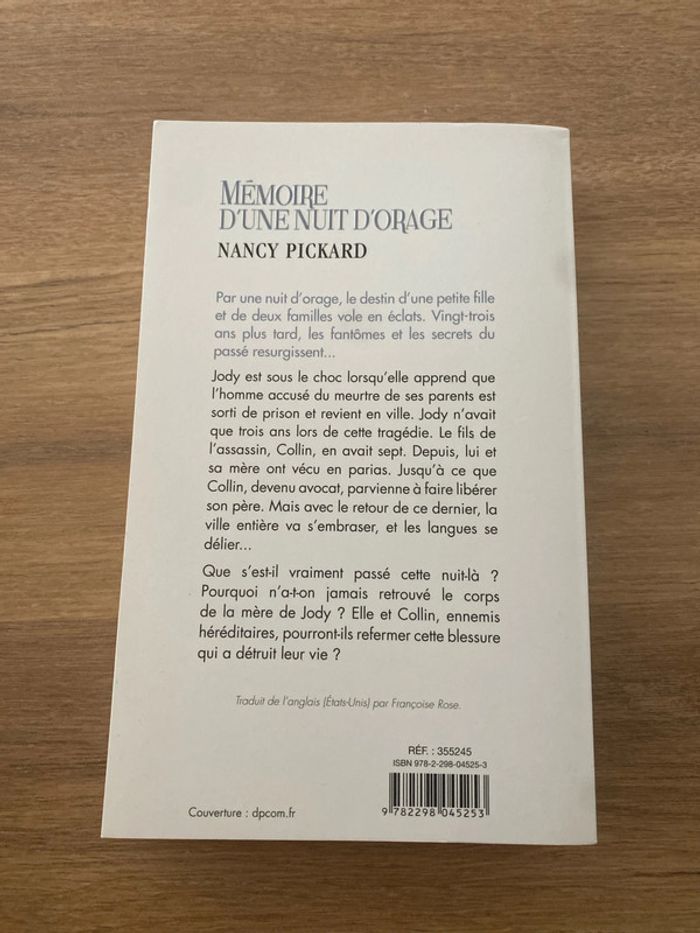 MÉMOIRE
D'UNE NUIT D'ORAGE
NANCY PICKARD
Par une nuit d'orage, le destin d'une petite fille
et de deux familles vole en éclats. Vingt-trois
ans plus tard, les fantômes et les secrets du
passé resurgissent...
Jody est sous le choc lorsqu'elle apprend que
l'homme accusé du meurtre de ses parents est
sorti de prison et revient en ville. Jody n'avait
que trois ans lors de cette tragédie. Le fils de
l'assassin, Collin, en avait sept. Depuis, lui et
sa mère ont vécu en parias. Jusqu'à ce que
Collin, devenu avocat, parvienne à faire libérer
son père. Mais avec le retour de ce dernier, la
ville entière va s'embraser, et les langues se
délier...
Que s'est-il vraiment passé cette nuit-là ?
Pourquoi n'a-t-on jamais retrouvé le corps
de la mère de Jody ? Elle et Collin, ennemis
héréditaires, pourront-ils refermer cette blessure
qui a détruit leur vie ?
Traduit de l'anglais (États-Unis) par Françoise Rose.
RÉF. : 355245
ISBN 978-2-298-04525-3
9 782298 045253
Couverture : dpcom.fr